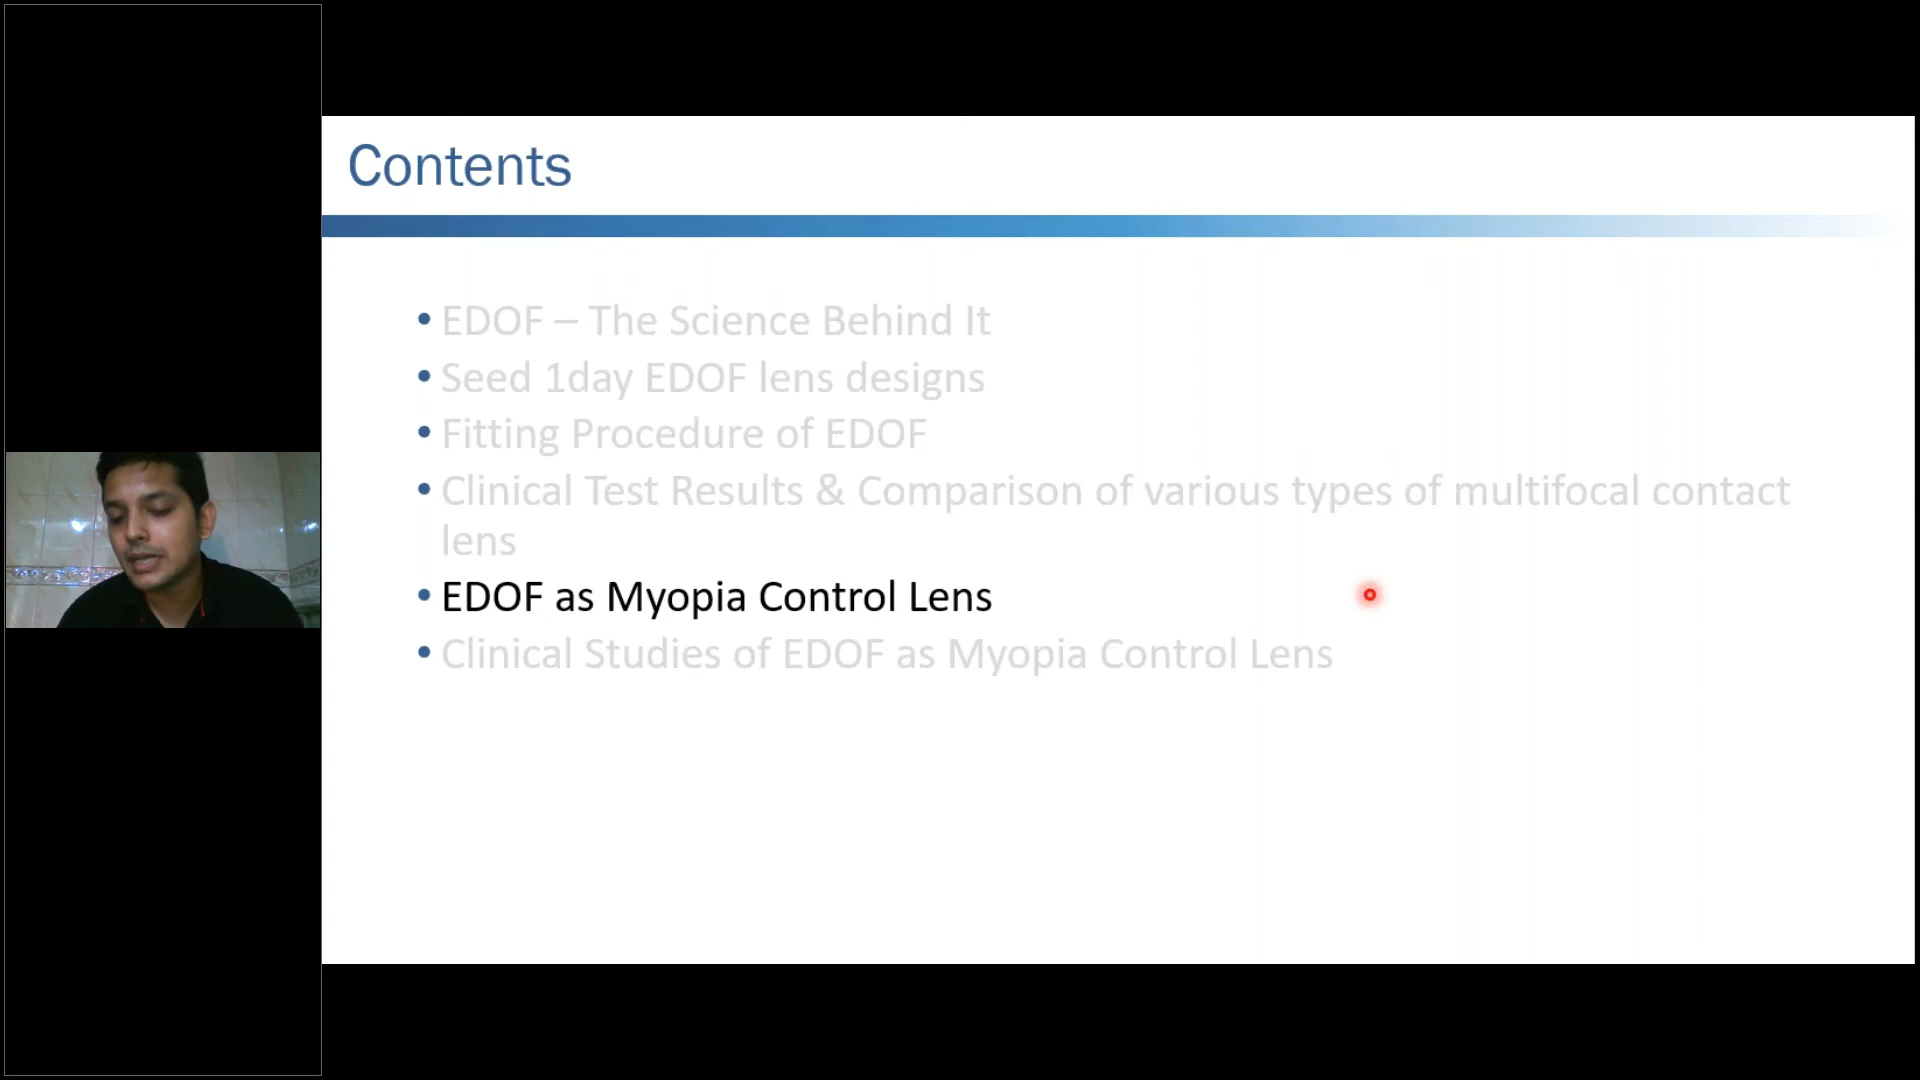 Contents
• EDOF – The Science Behind It
• Seed 1day EDOF lens designs
• Fitting Procedure of EDOF
• Clinical Test Results & Comparison of various types of multifocal contact
lens
• EDOF as Myopia Control Lens
• Clinical Studies of EDOF as Myopia Control Lens